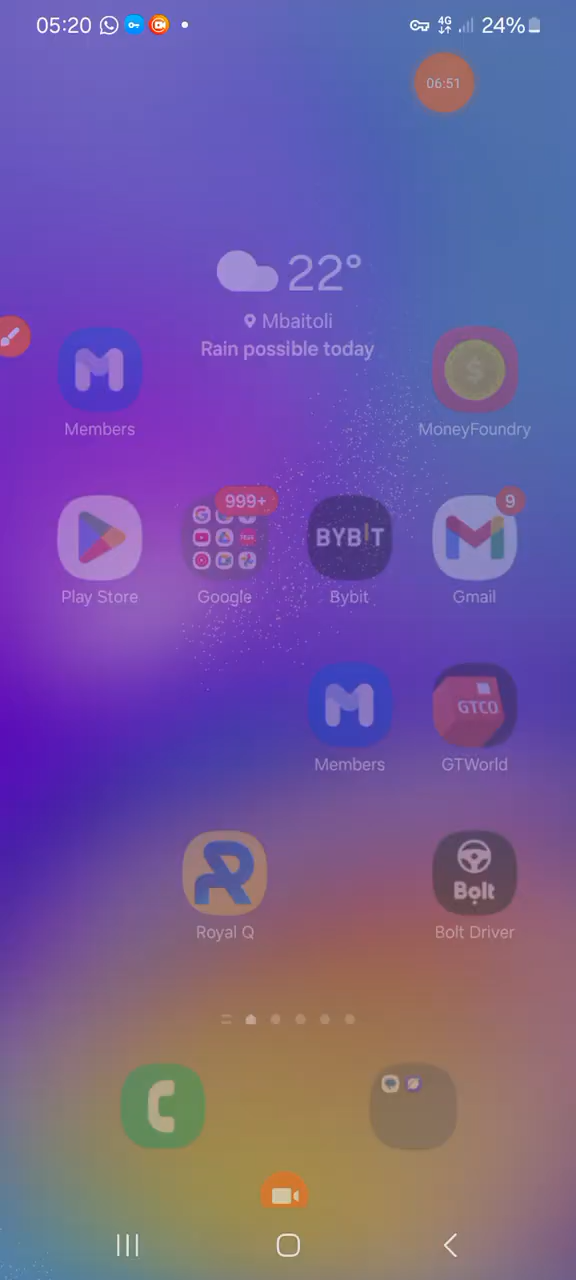 05:20
4G
24%
06:51
22°
Mbaitoli
Rain possible today
Members
MoneyFoundry
$
999+
9
BYBIT
Play Store
Google
Bybit
Gmail
GTCO
Members
GTWorld
Bolt
Royal Q
Bolt Driver